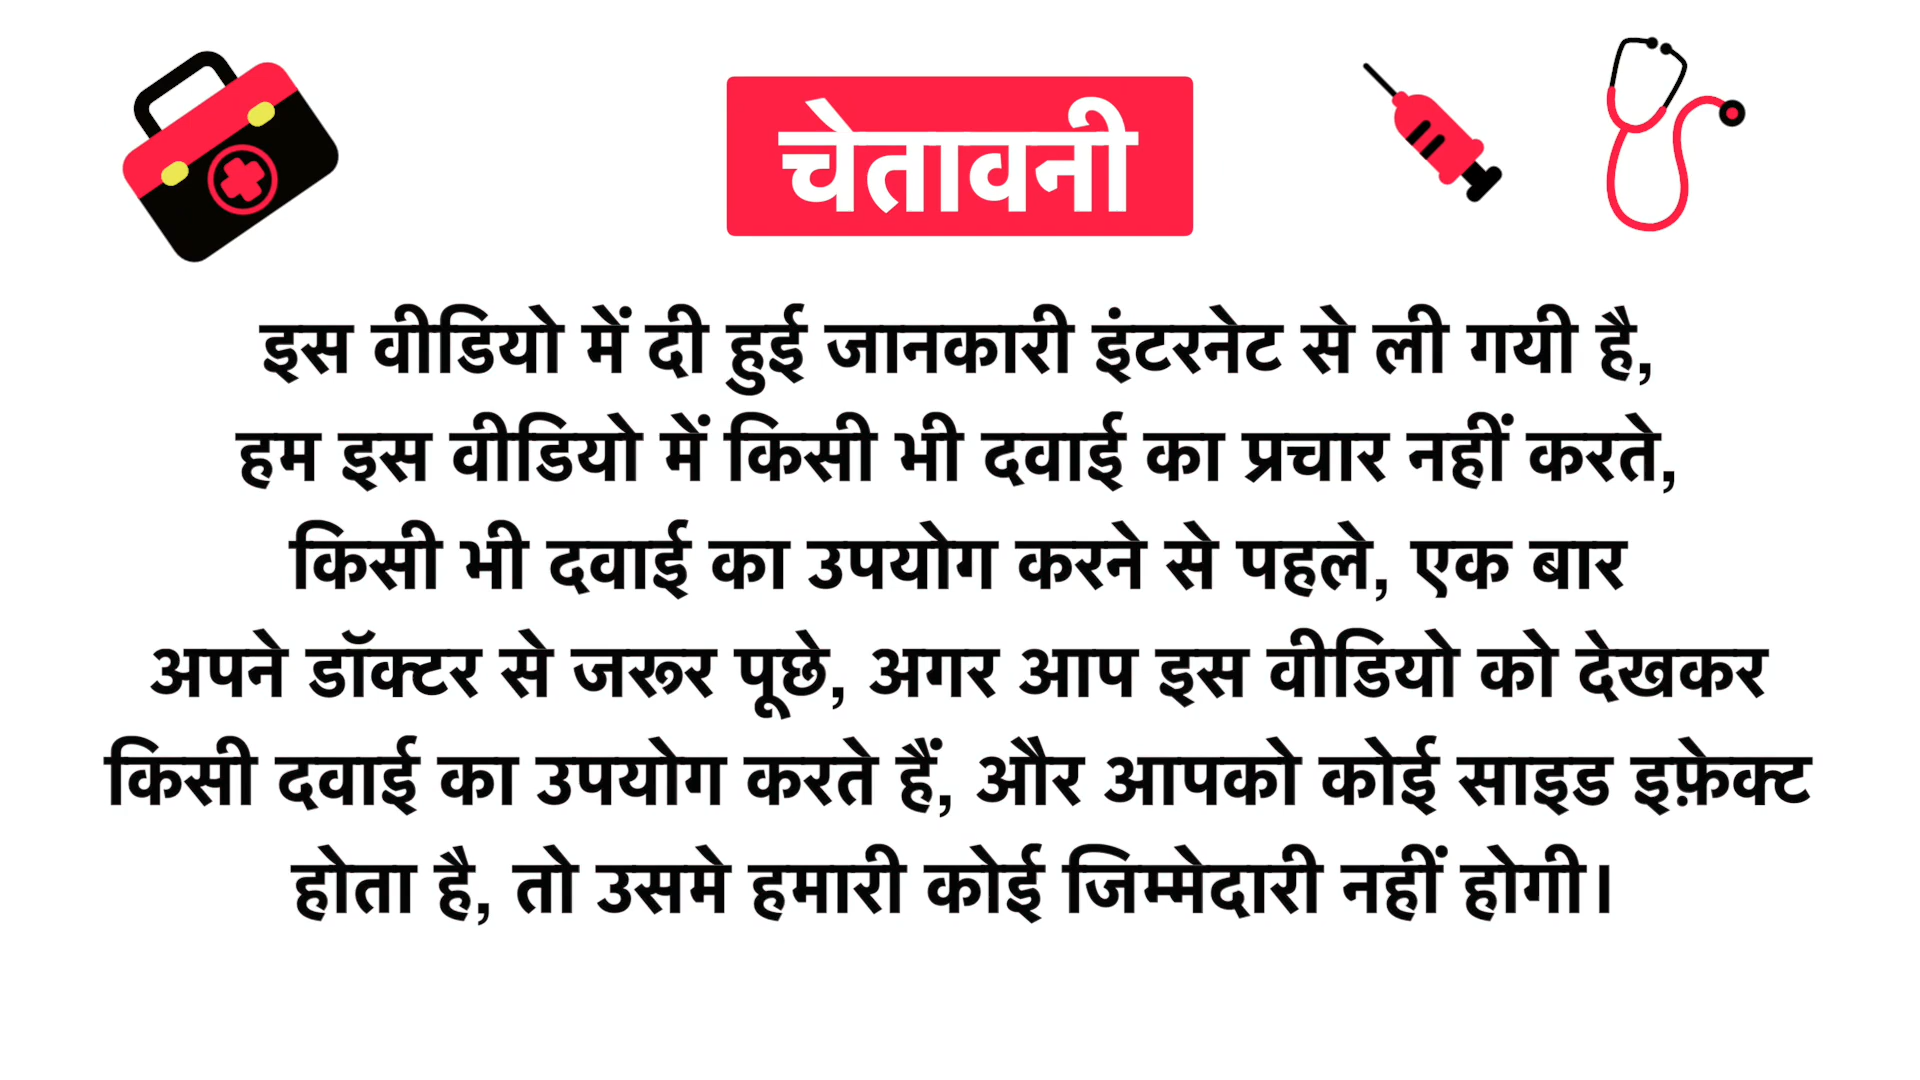 चेतावनी
इस वीडियो में दी हुई जानकारी इंटरनेट से ली गयी है,
हम इस वीडियो में किसी भी दवाई का प्रचार नहीं करते,
किसी भी दवाई का उपयोग करने से पहले, एक बार
अपने डॉक्टर से जरूर पूछे, अगर आप इस वीडियो को देखकर
किसी दवाई का उपयोग करते हैं, और आपको कोई साइड इफ़ेक्ट
होता है, तो उसमे हमारी कोई जिम्मेदारी नहीं होगी।